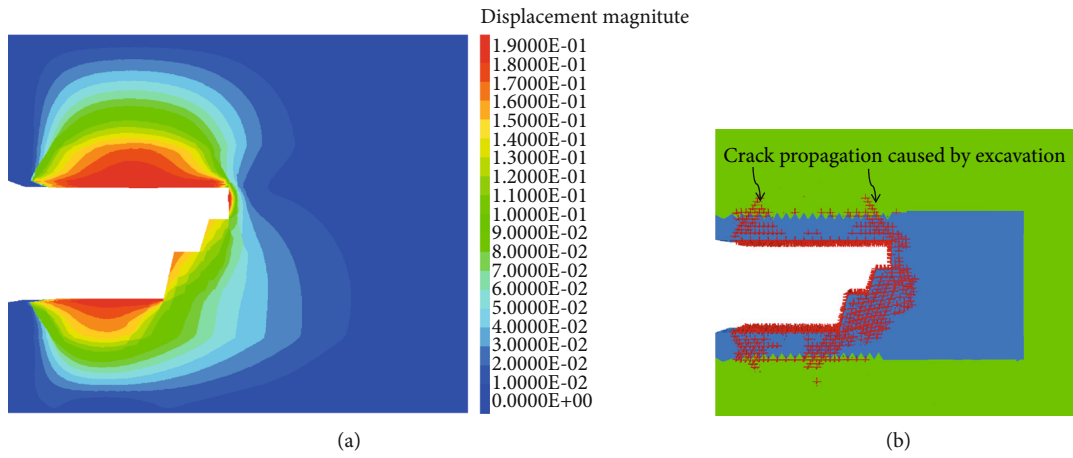 Displacement magnitute
1.9000E-01
1.8000E-01
1.7000E-01
1.6000E-01
1.5000E-01
1.4000E-01
1.3000E-01
1.2000E-01
1.1000E-01
1.0000E-01
9.0000E-02
8.0000E-02
7.0000E-02
6.0000E-02
5.0000E-02
4.0000E-02
3.0000E-02
2.0000E-02
1.0000E-02
0.0000E+00
(a)
Crack propagation caused by excavation
(b)